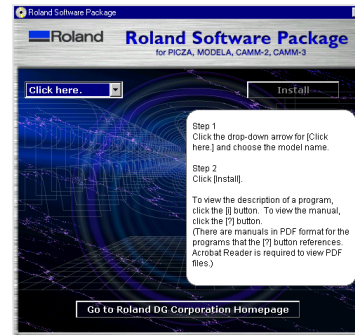 Roland Software Package
Roland
Roland Software Package
for PICZA, MODELA, CAMM-2, CAMM-3
Click here.
Install
Step 1
Click the drop-down arrow for [Click
here.] and choose the model name.
Step 2
Click [Install].
To view the description of a program,
click the [i] button. To view the manual,
click the [?] button.
(There are manuals in PDF format for the
programs that the [?] button references.
Acrobat Reader is required to view PDF
files.)
Go to Roland DG Corporation Homepage